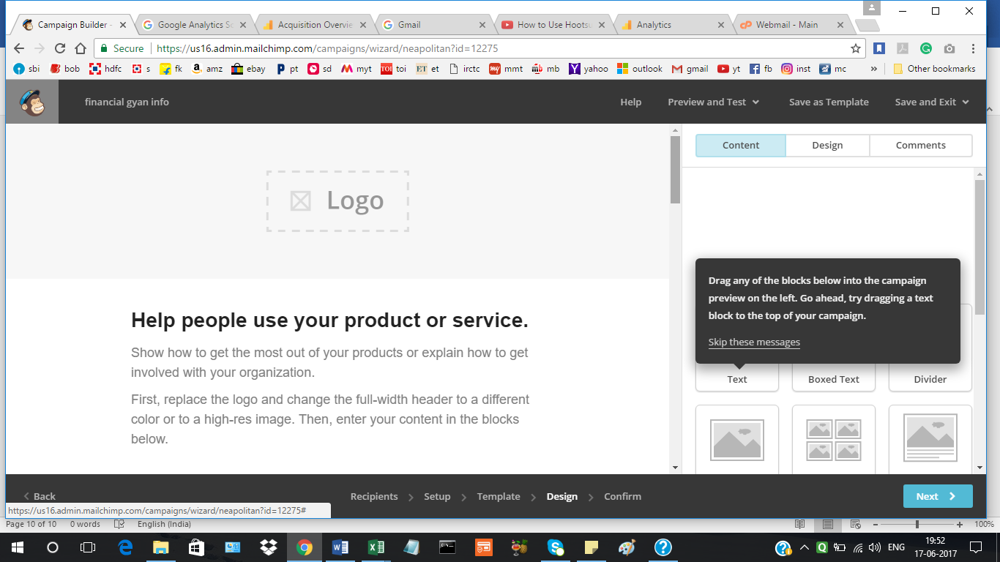 Campaign Builder -
Google Analytics Sc
Acquisition Overvie
Gmail
How to Use Hootsu
Analytics
Webmail - Main
Secure
https://us16.admin.mailchimp.com/campaigns/wizard/neapolitan?id=12275
sbi
bob
hdfc
s
fk
amz
ebay
pt
sd
myt
TOI toi
ET et
irctc
my mmt
mb mb
yahoo
outlook
gmail
yt
fb
inst
mc
»
Other bookmarks
financial gyan info
Help
Preview and Test
Save as Template
Save and Exit
Logo
Content
Design
Comments
Drag any of the blocks below into the campaign
preview on the left. Go ahead, try dragging a text
block to the top of your campaign.
Skip these messages
Text
Boxed Text
Divider
Help people use your product or service.
Show how to get the most out of your products or explain how to get
involved with your organization.
First, replace the logo and change the full-width header to a different
color or to a high-res image. Then, enter your content in the blocks
below.
Back
Recipients
Setup
Template
Design
Confirm
Next
https://us16.admin.mailchimp.com/campaigns/wizard/neapolitan?id=12275#
Page 10 of 10
0 words
English (India)
100%
ENG
19:52
17-06-2017